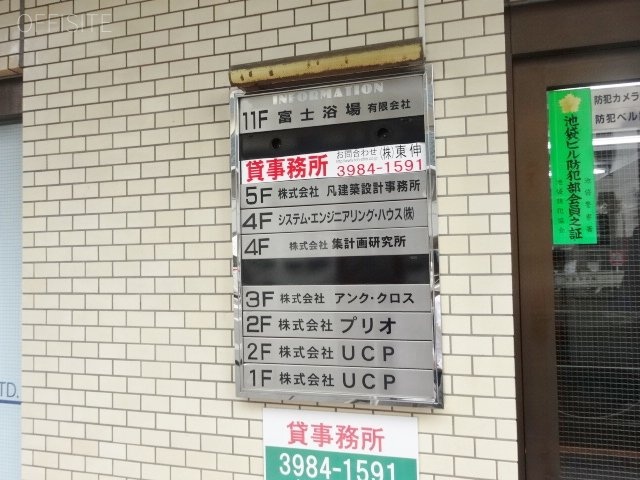 OFFISITE
INFORMATION
11F 富士浴場 有限会社
貸事務所 お問合わせ (株)東伸
3984-1591
5F 株式会社 凡建築設計事務所
4F システム・エンジニアリング・ハウス(株)
4F 株式会社 集計画研究所
3F 株式会社 アンク・クロス
2F 株式会社 プリオ
2F 株式会社 UCP
1F 株式会社 UCP
貸事務所
3984-1591
TD.
防犯カメラ
防犯ベル
池袋ビル防犯部会員之証
池袋警察署